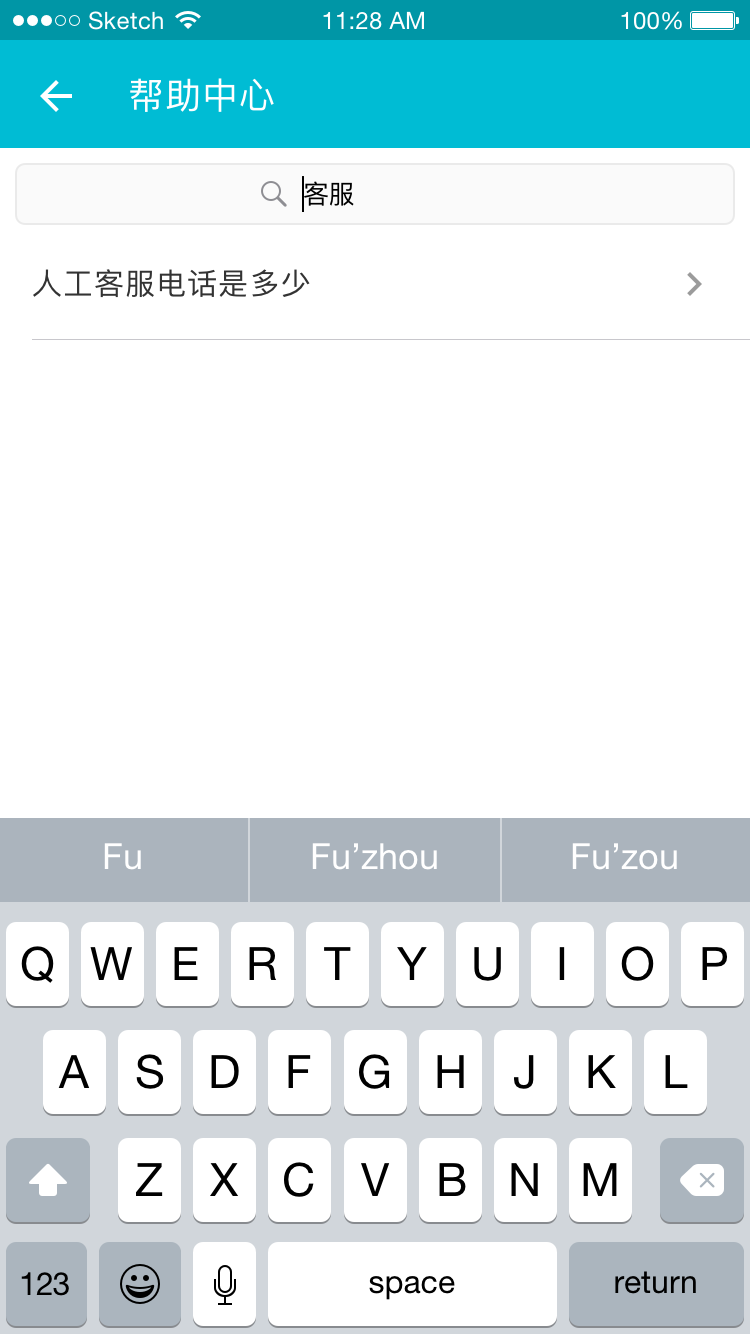 Sketch 11:28 AM 100%
帮助中心
客服
人工客服电话是多少
Fu Fu’zhou Fu’zou
Q W E R T Y U I O P
A S D F G H J K L
Z X C V B N M
123 space return